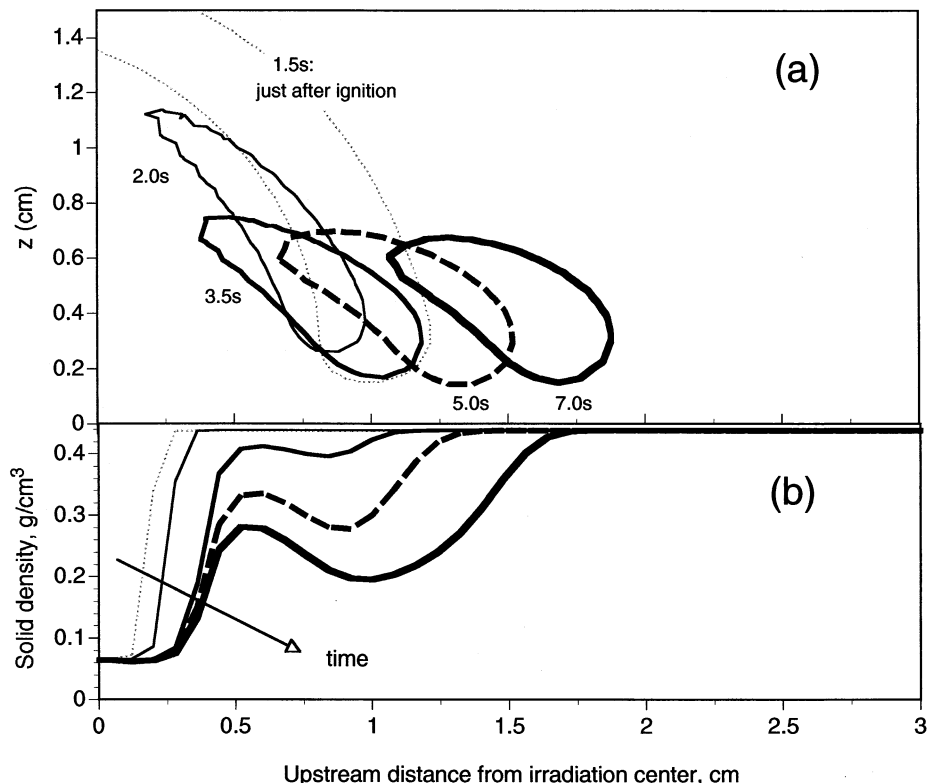 1.4
(a)
1.5s:
just after ignition
1.2
1
2.0s
0.8
z (cm)
0.6
3.5s
0.4
0.2
5.0s
7.0s
0
0.4
(b)
0.3
Solid density, g/cm³
0.2
0.1
time
0
0
0.5
1
1.5
2
2.5
3
Upstream distance from irradiation center, cm